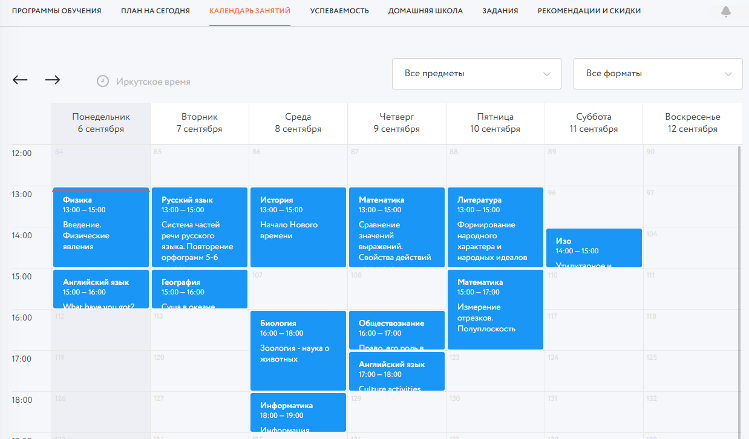 ПРОГРАММЫ ОБУЧЕНИЯ
ПЛАН НА СЕГОДНЯ
КАЛЕНДАРЬ ЗАНЯТИЙ
УСПЕВАЕМОСТЬ
ДОМАШНЯЯ ШКОЛА
ЗАДАНИЯ
РЕКОМЕНДАЦИИ И СКИДКИ
Иркутское время
Все предметы
Все форматы
Понедельник
6 сентября
Вторник
7 сентября
Среда
8 сентября
Четверг
9 сентября
Пятница
10 сентября
Суббота
11 сентября
Воскресенье
12 сентября
12:00
84
85
86
87
88
89
90
13:00
Физика
13:00 — 15:00
Введение.
Физические
явления
Русский язык
13:00 — 15:00
Система частей
речи русского
языка. Повторение
орфограмм 5-6
История
13:00 — 15:00
Начало Нового
времени
Математика
13:00 — 15:00
Сравнение
значений
выражений.
Свойства действий
Литература
13:00 — 15:00
Формирование
народного
характера и
народных идеалов
96
97
14:00
Изо
14:00 — 15:00
Утилитарное и
104
15:00
Английский язык
15:00 — 16:00
What have you got?
География
15:00 — 16:00
Суша в океане
107
108
Математика
15:00 — 17:00
Измерение
отрезков.
Полуплоскость
110
111
16:00
112
113
Биология
16:00 — 18:00
Зоология - наука о
животных
Обществознание
16:00 — 17:00
Право, его роль в
117
118
17:00
119
120
Английский язык
17:00 — 18:00
Culture activities
123
124
125
18:00
126
127
Информатика
18:00 — 19:00
Информация
129
130
131
132